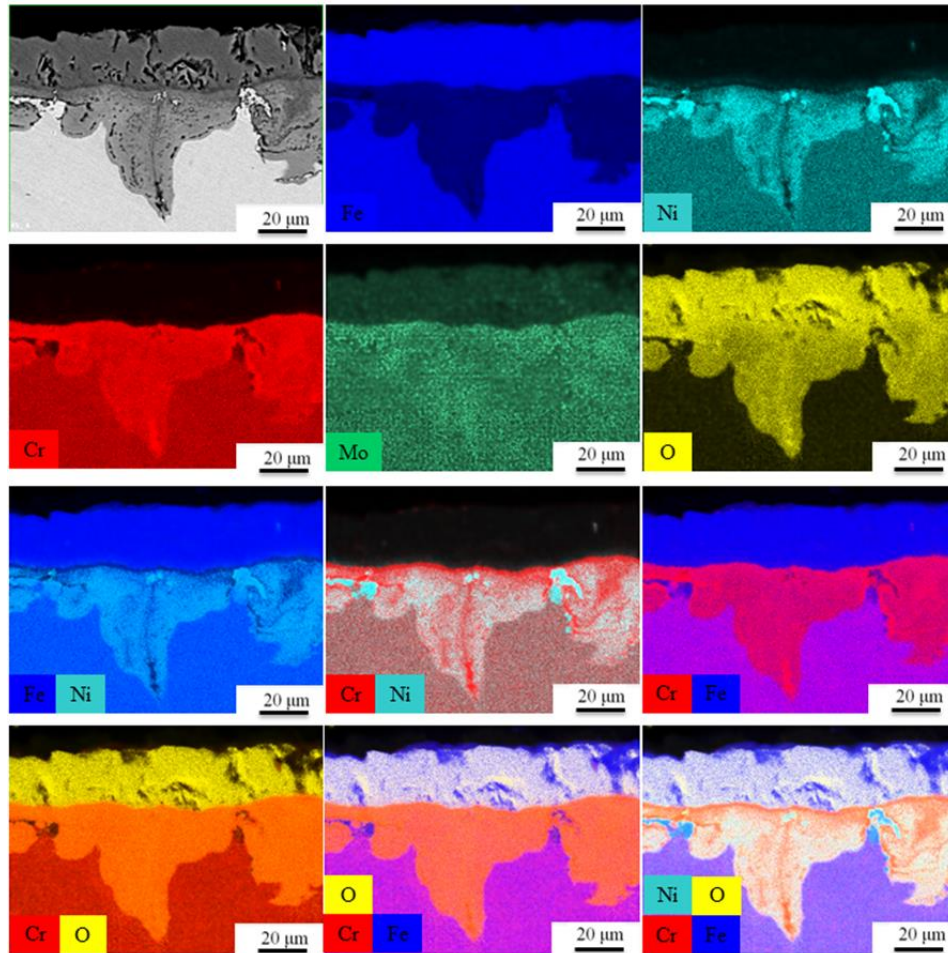 20 μm
Fe 20 μm
Ni 20 μm
Cr 20 μm
Mo 20 μm
O 20 μm
Fe Ni 20 μm
Cr Ni 20 μm
Cr Fe 20 μm
Cr O 20 μm
O
Cr Fe 20 μm
Ni O
Cr Fe 20 μm